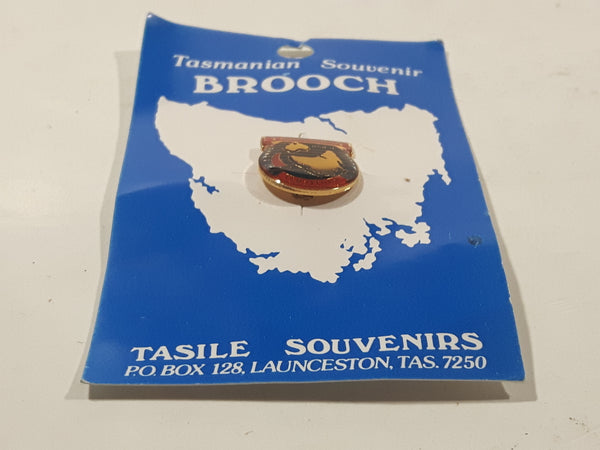 Tasmanian Souvenir
BROOCH
TASILE SOUVENIRS
P.O. BOX 128, LAUNCESTON, TAS. 7250